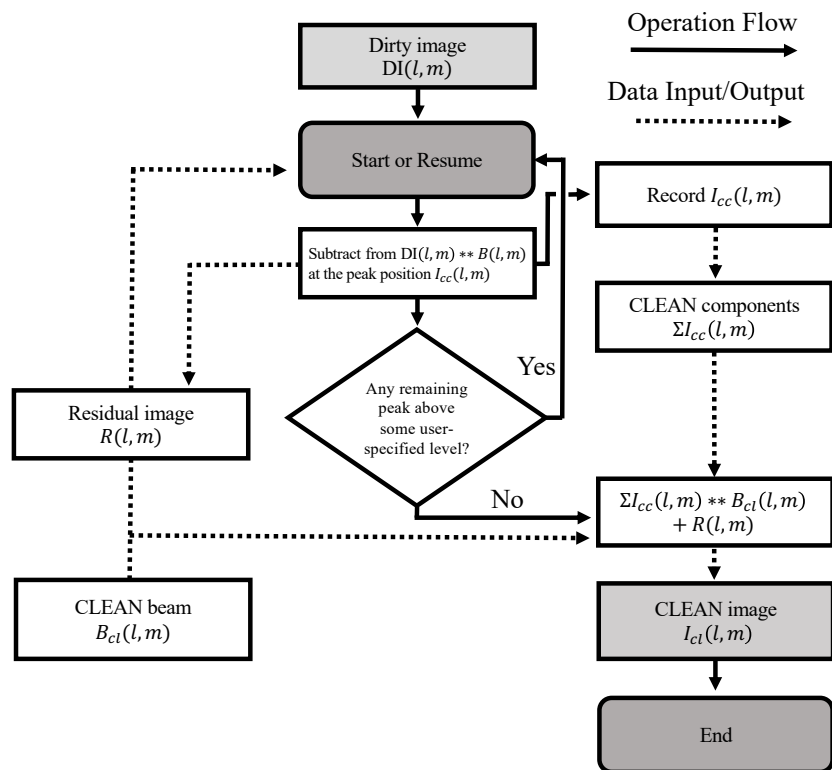 Operation Flow
Data Input/Output
Dirty image
DI(l, m)
Start or Resume
Subtract from DI(l, m) ** B(l, m)
at the peak position I_cc(l, m)
Record I_cc(l, m)
CLEAN components
ΣI_cc(l, m)
Yes
Any remaining
peak above
some user-
specified level?
Residual image
R(l, m)
No
ΣI_cc(l, m) ** B_cl(l, m)
+ R(l, m)
CLEAN beam
B_cl(l, m)
CLEAN image
I_cl(l, m)
End